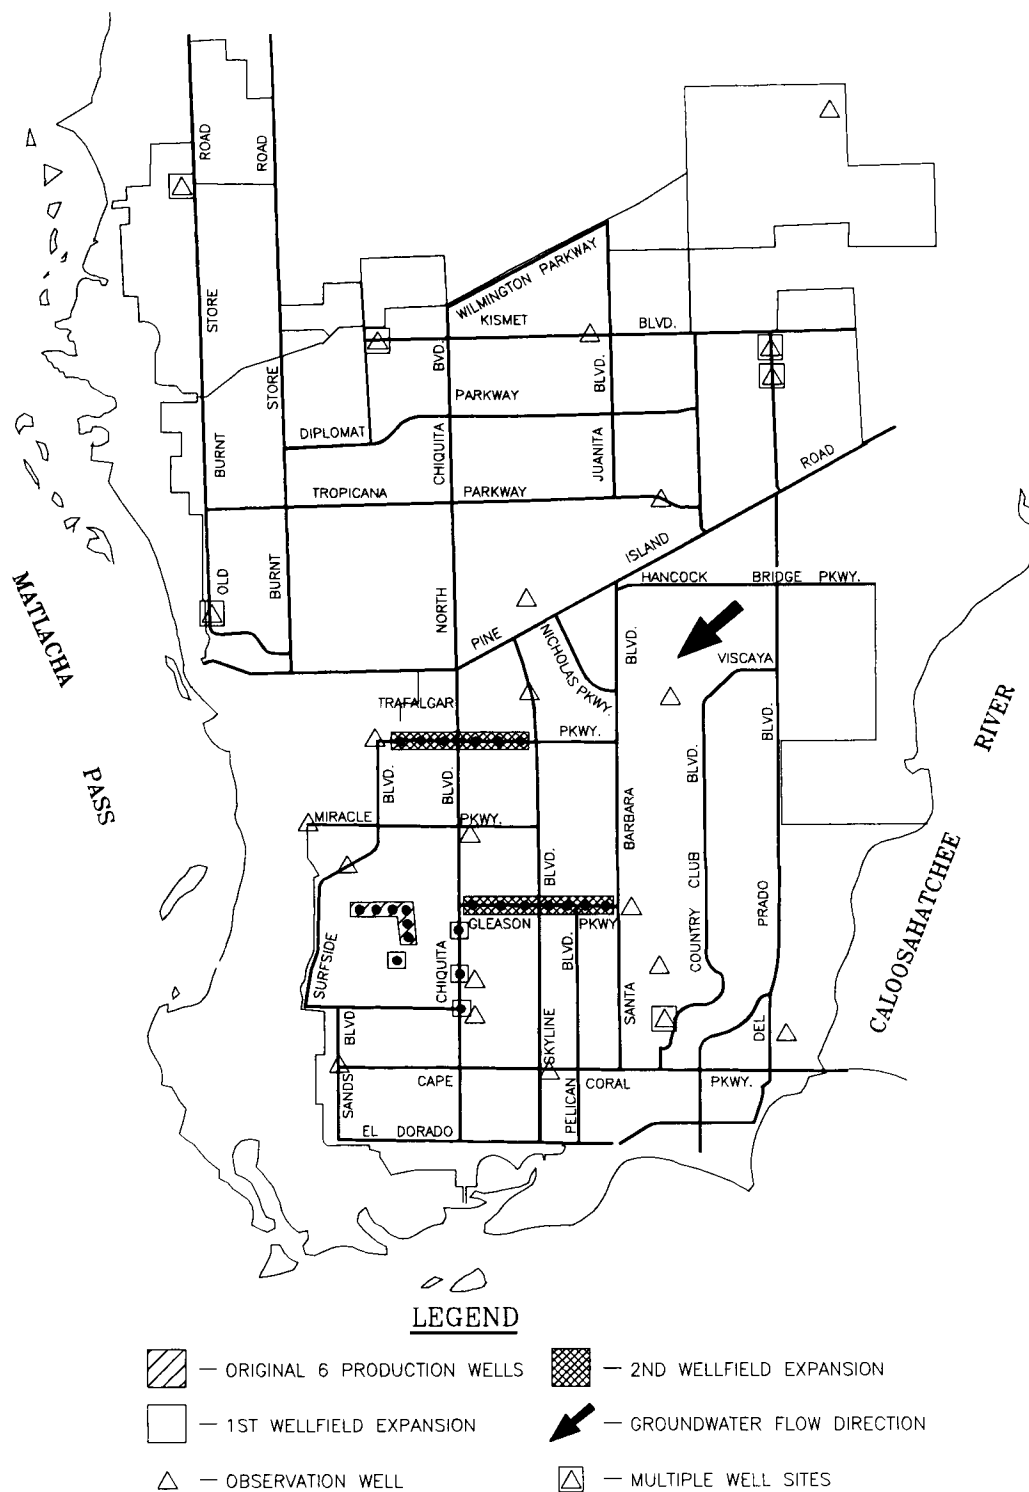 ROAD
ROAD
STORE
STORE
BURNT
OLD
BURNT
WILMINGTON PARKWAY
KISMET BLVD.
BVD.
BLVD.
PARKWAY
DIPLOMAT
CHIQUITA
JUANITA
ROAD
TROPICANA PARKWAY
ISLAND
HANCOCK BRIDGE PKWY.
MATLACHA
PASS
NORTH
PINE
NICHOLAS PKWY.
BLVD.
VISCAYA
TRAFALGAR PKWY.
BLVD.
BLVD.
BLVD.
BLVD.
RIVER
MIRACLE PKWY.
BARBARA
BLVD.
CLUB
PRADO
GLEASON PKWY
BLVD.
COUNTRY
CALOOSAHATCHEE
SURFSIDE
CHIQUITA
SANTA
BLVD
SKYLINE
DEL
SANDS
CAPE CORAL PKWY.
PELICAN
EL DORADO
LEGEND
— ORIGINAL 6 PRODUCTION WELLS
— 2ND WELLFIELD EXPANSION
— 1ST WELLFIELD EXPANSION
— GROUNDWATER FLOW DIRECTION
— OBSERVATION WELL
— MULTIPLE WELL SITES